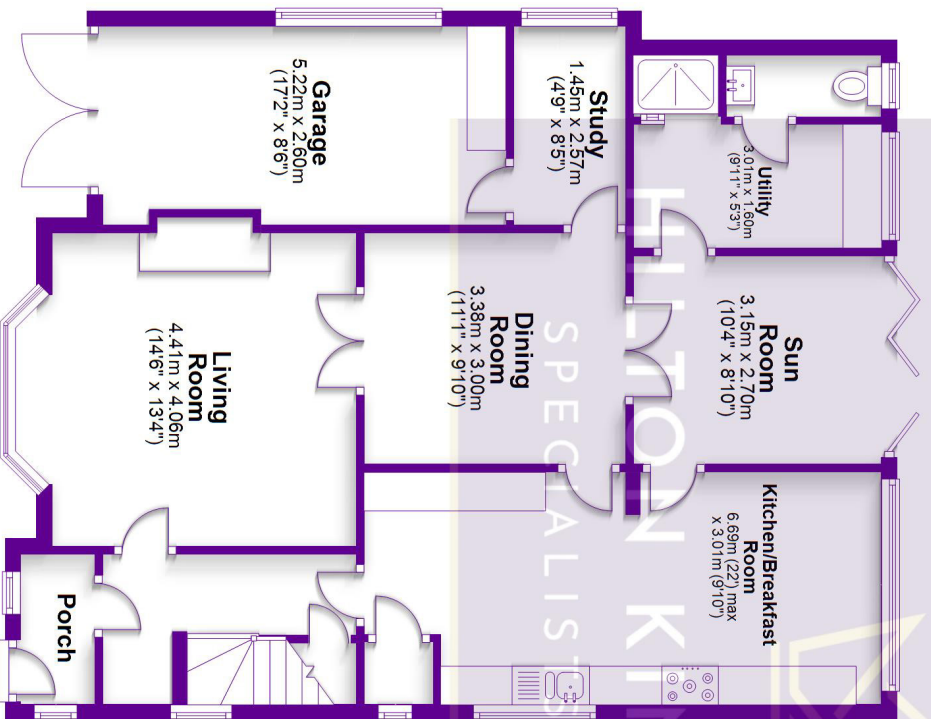 Garage
5.22m x 2.60m
(17'2" x 8'6")
Study
1.45m x 2.57m
(4'9" x 8'5")
Utility
3.01m x 1.60m
(9'11" x 5'3")
Living
Room
4.41m x 4.06m
(14'6" x 13'4")
Dining
Room
3.38m x 3.00m
(11'1" x 9'10")
Sun
Room
3.15m x 2.70m
(10'4" x 8'10")
Kitchen/Breakfast
Room
6.69m (22') max
x 3.01m (9'10")
Porch
HILTON KIN
SPECIALISTS